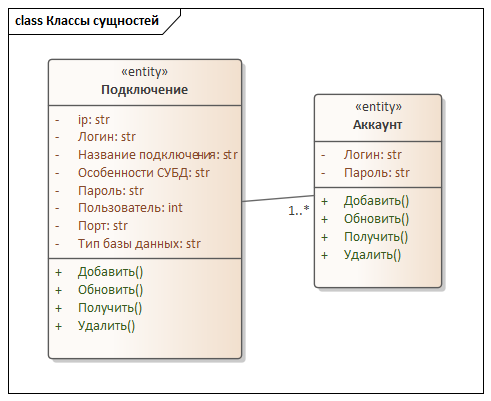 class Классы сущностей
«entity»
Подключение
- ip: str
- Логин: str
- Название подключения: str
- Особенности СУБД: str
- Пароль: str
- Пользователь: int
- Порт: str
- Тип базы данных: str
+ Добавить()
+ Обновить()
+ Получить()
+ Удалить()
1..*
«entity»
Аккаунт
- Логин: str
- Пароль: str
+ Добавить()
+ Обновить()
+ Получить()
+ Удалить()